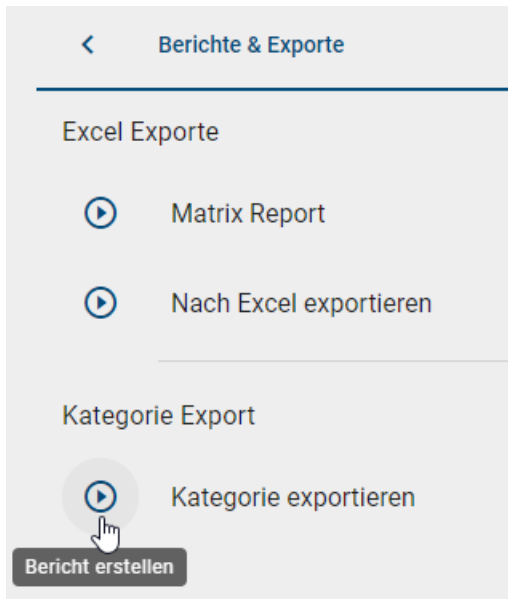 Berichte & Exporte
Excel Exporte
Matrix Report
Nach Excel exportieren
Kategorie Export
Kategorie exportieren
Bericht erstellen